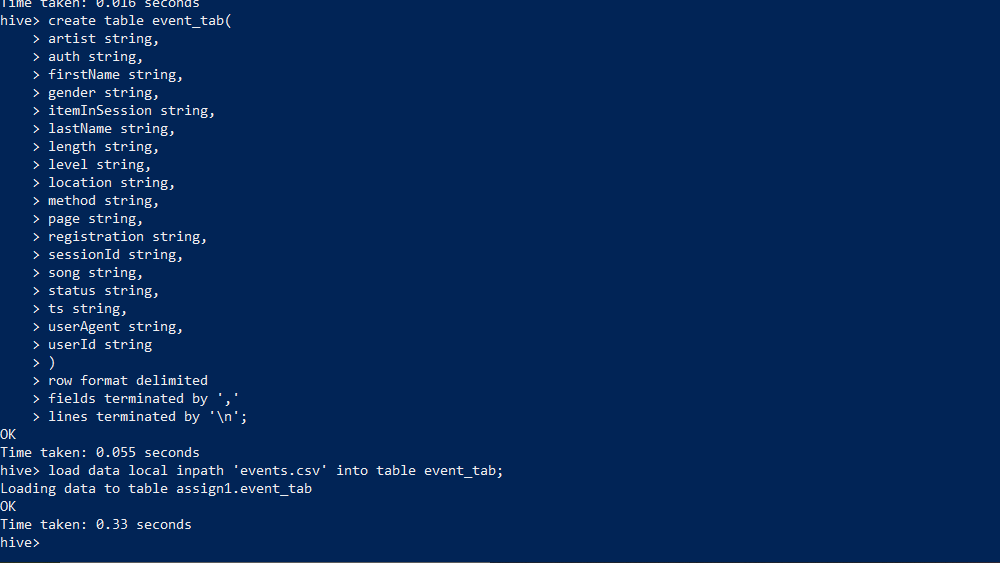 Time taken: 0.016 seconds
hive> create table event_tab(
    > artist string,
    > auth string,
    > firstName string,
    > gender string,
    > itemInSession string,
    > lastName string,
    > length string,
    > level string,
    > location string,
    > method string,
    > page string,
    > registration string,
    > sessionId string,
    > song string,
    > status string,
    > ts string,
    > userAgent string,
    > userId string
    > )
    > row format delimited
    > fields terminated by ','
    > lines terminated by '\n';
OK
Time taken: 0.055 seconds
hive> load data local inpath 'events.csv' into table event_tab;
Loading data to table assign1.event_tab
OK
Time taken: 0.33 seconds
hive>